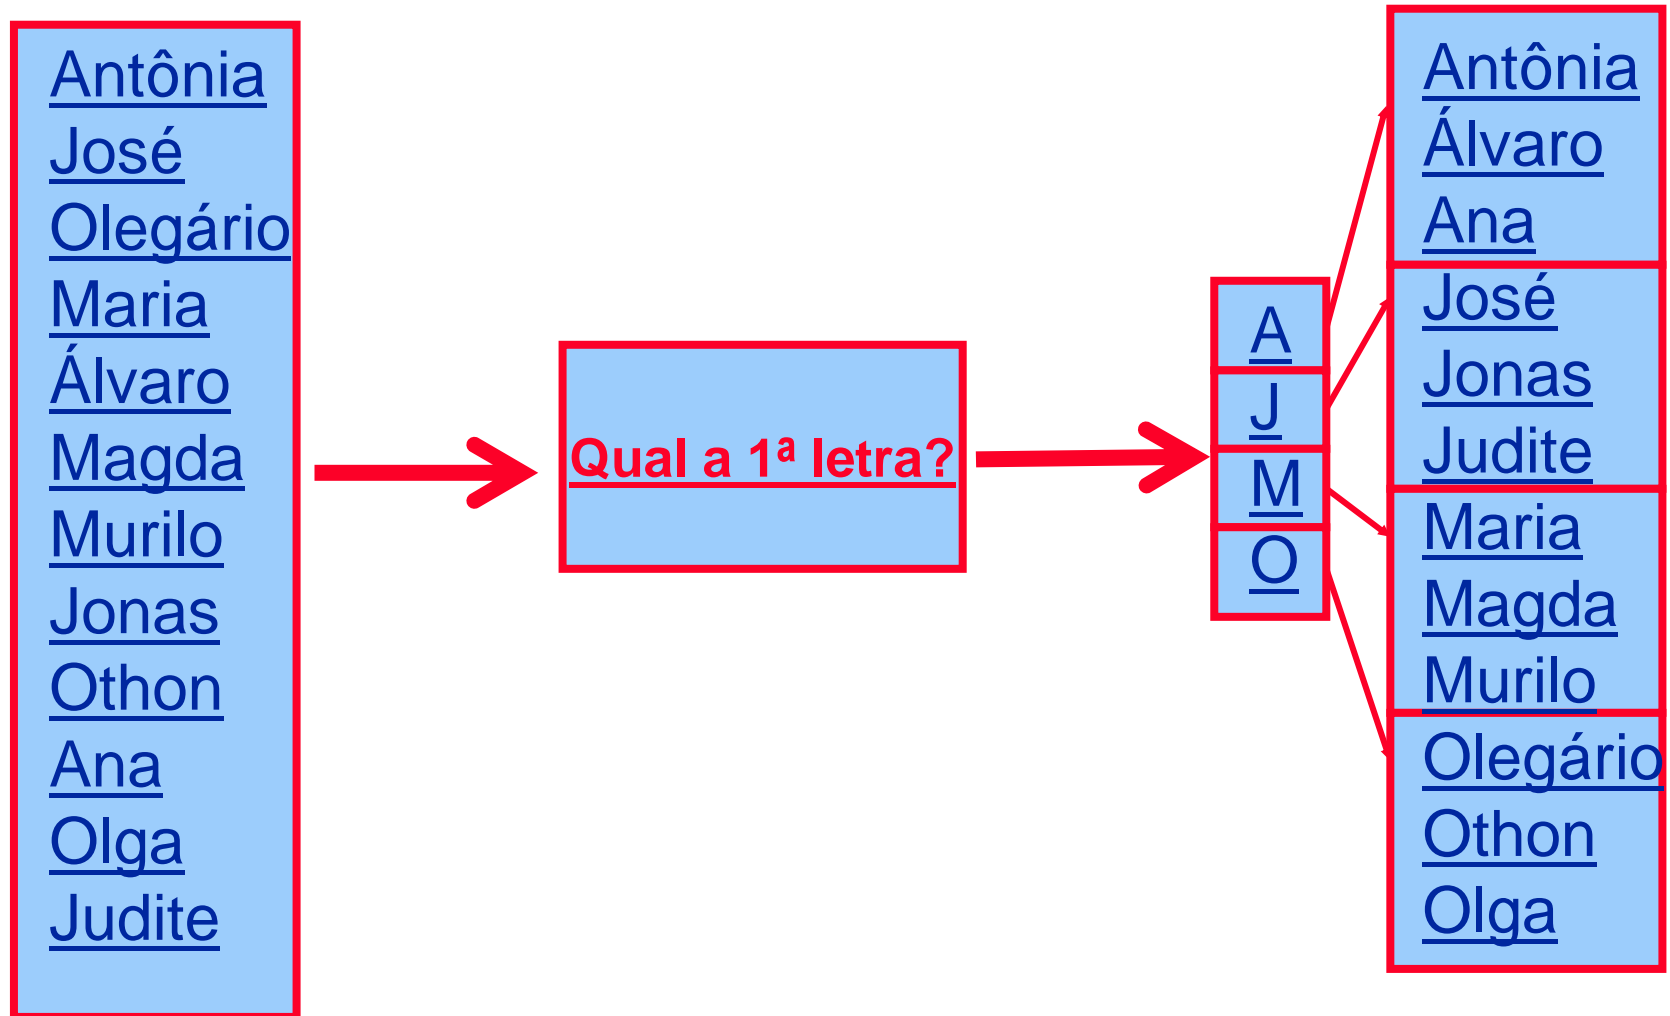 Antônia
José
Olegário
Maria
Álvaro
Magda
Murilo
Jonas
Othon
Ana
Olga
Judite
Qual a 1ª letra?
A
J
M
O
Antônia
Álvaro
Ana
José
Jonas
Judite
Maria
Magda
Murilo
Olegário
Othon
Olga